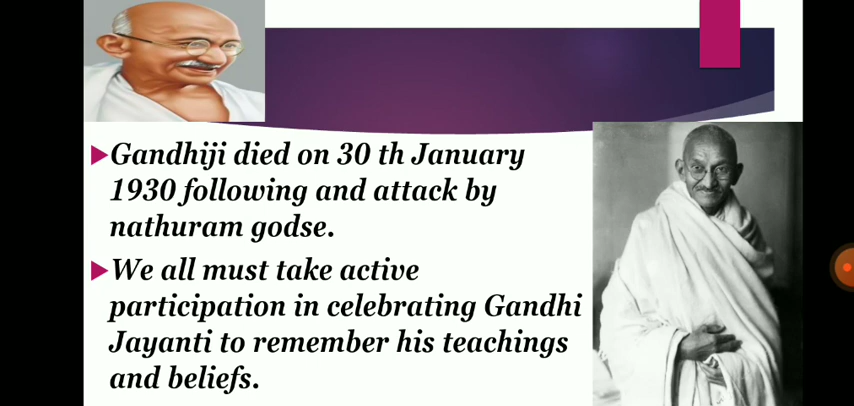 Gandhiji died on 30 th January
1930 following and attack by
nathuram godse.
We all must take active
participation in celebrating Gandhi
Jayanti to remember his teachings
and beliefs.